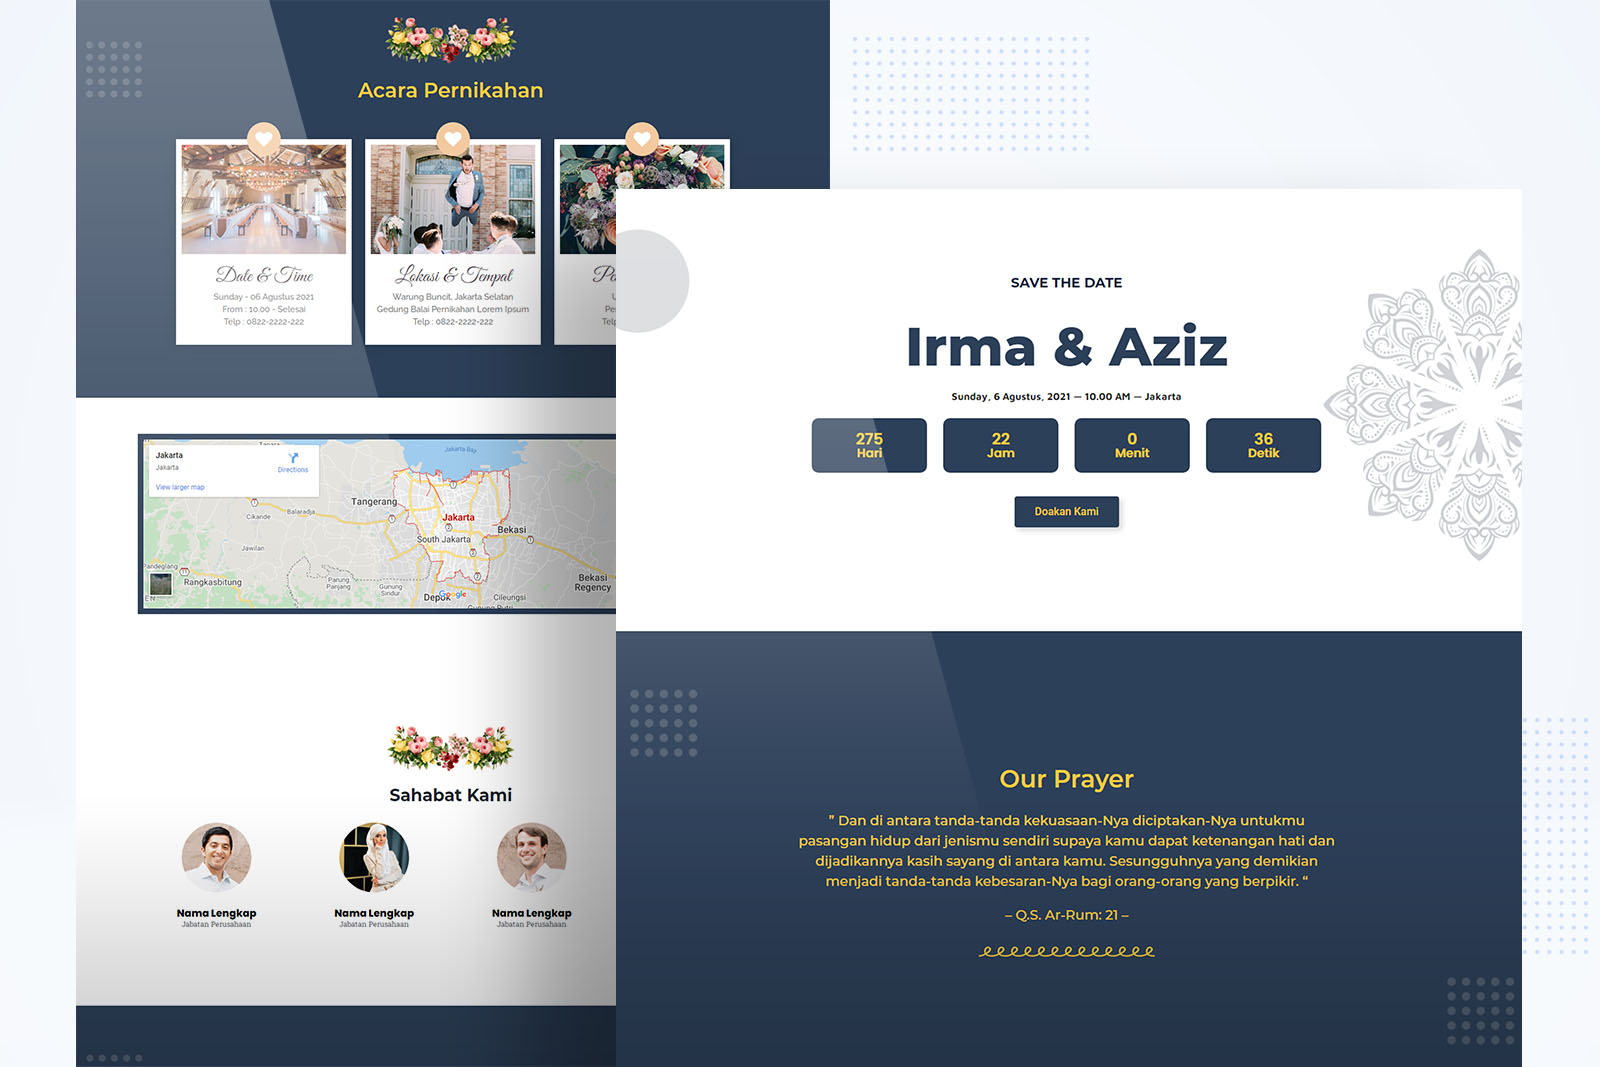 Acara Pernikahan
Date & Time
Sunday - 06 Agustus 2021
From : 10.00 - Selesai
Telp : 0822-2222-222
Lokasi & Tempat
Warung Buncit, Jakarta Selatan
Gedung Balai Pernikahan Lorem Ipsum
Telp : 0822-2222-222
Jakarta
Jakarta
Directions
View larger map
Jakarta Bay
Cikande
Balaradja
Tangerang
Jakarta
Bekasi
South Jakarta
Jawilan
Pandeglang
Rangkasbitung
Parung
Panjang
Gunung
Sindur
Depok
Google
Cileungsi
Bekasi
Regency
Sahabat Kami
Nama Lengkap
Jabatan Perusahaan
Nama Lengkap
Jabatan Perusahaan
Nama Lengkap
Jabatan Perusahaan
SAVE THE DATE
Irma & Aziz
Sunday, 6 Agustus, 2021 — 10.00 AM — Jakarta
275
Hari
22
Jam
0
Menit
36
Detik
Doakan Kami
Our Prayer
” Dan di antara tanda-tanda kekuasaan-Nya diciptakan-Nya untukmu
pasangan hidup dari jenismu sendiri supaya kamu dapat ketenangan hati dan
dijadikannya kasih sayang di antara kamu. Sesungguhnya yang demikian
menjadi tanda-tanda kebesaran-Nya bagi orang-orang yang berpikir. “
– Q.S. Ar-Rum: 21 –